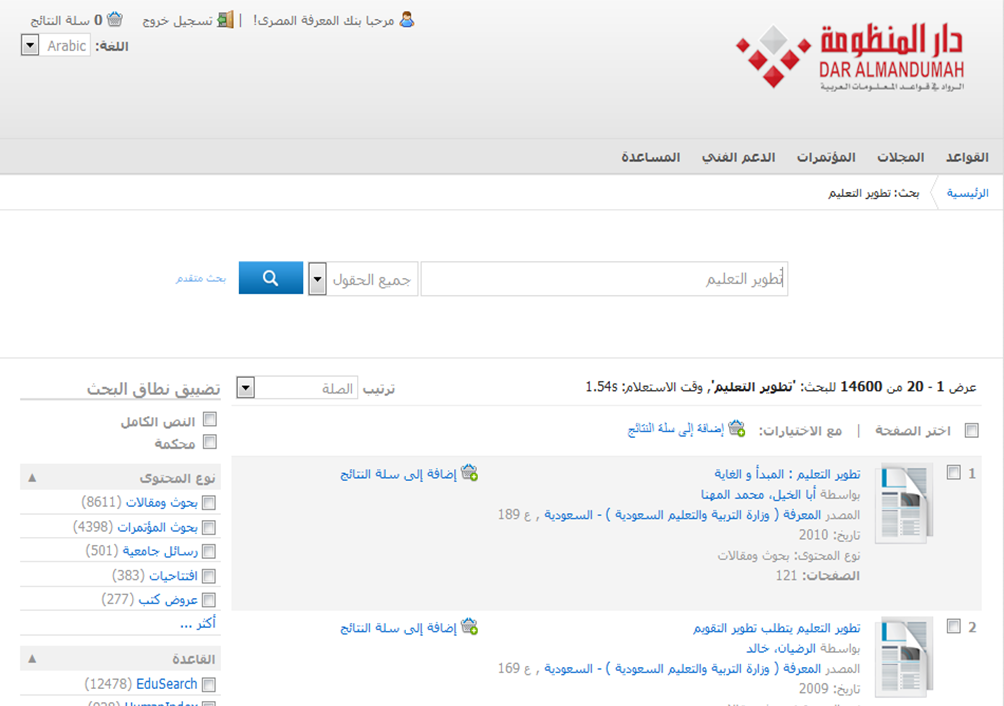 مرحبا بنك المعرفة المصرى! | تسجيل خروج 0 سلة النتائج
اللغة: Arabic
دار المنظومة
DAR ALMANDUMAH
الرواد في قواعد المعلومات العربية
القواعد المجلات المؤتمرات الدعم الفني المساعدة
الرئيسية بحث: تطوير التعليم
تطوير التعليم جميع الحقول بحث متقدم
عرض 1 - 20 من 14600 للبحث: 'تطوير التعليم', وقت الاستعلام: 1.54s
ترتيب الصلة
اختر الصفحة | مع الاختيارات: إضافة إلى سلة النتائج
1 تطوير التعليم : المبدأ و الغاية إضافة إلى سلة النتائج
بواسطة أبا الخيل، محمد المهنا
المصدر المعرفة ( وزارة التربية والتعليم السعودية ) - السعودية , ع 189
تاريخ: 2010
نوع المحتوى: بحوث ومقالات
الصفحات: 121
2 تطوير التعليم يتطلب تطوير التقويم إضافة إلى سلة النتائج
بواسطة الرضيان، خالد
المصدر المعرفة ( وزارة التربية والتعليم السعودية ) - السعودية , ع 169
تاريخ: 2009
تضييق نطاق البحث
النص الكامل
محكمة
نوع المحتوى ▲
بحوث ومقالات (8611)
بحوث المؤتمرات (4398)
رسائل جامعية (501)
افتتاحيات (383)
عروض كتب (277)
أكثر ...
القاعدة ▲
EduSearch (12478)